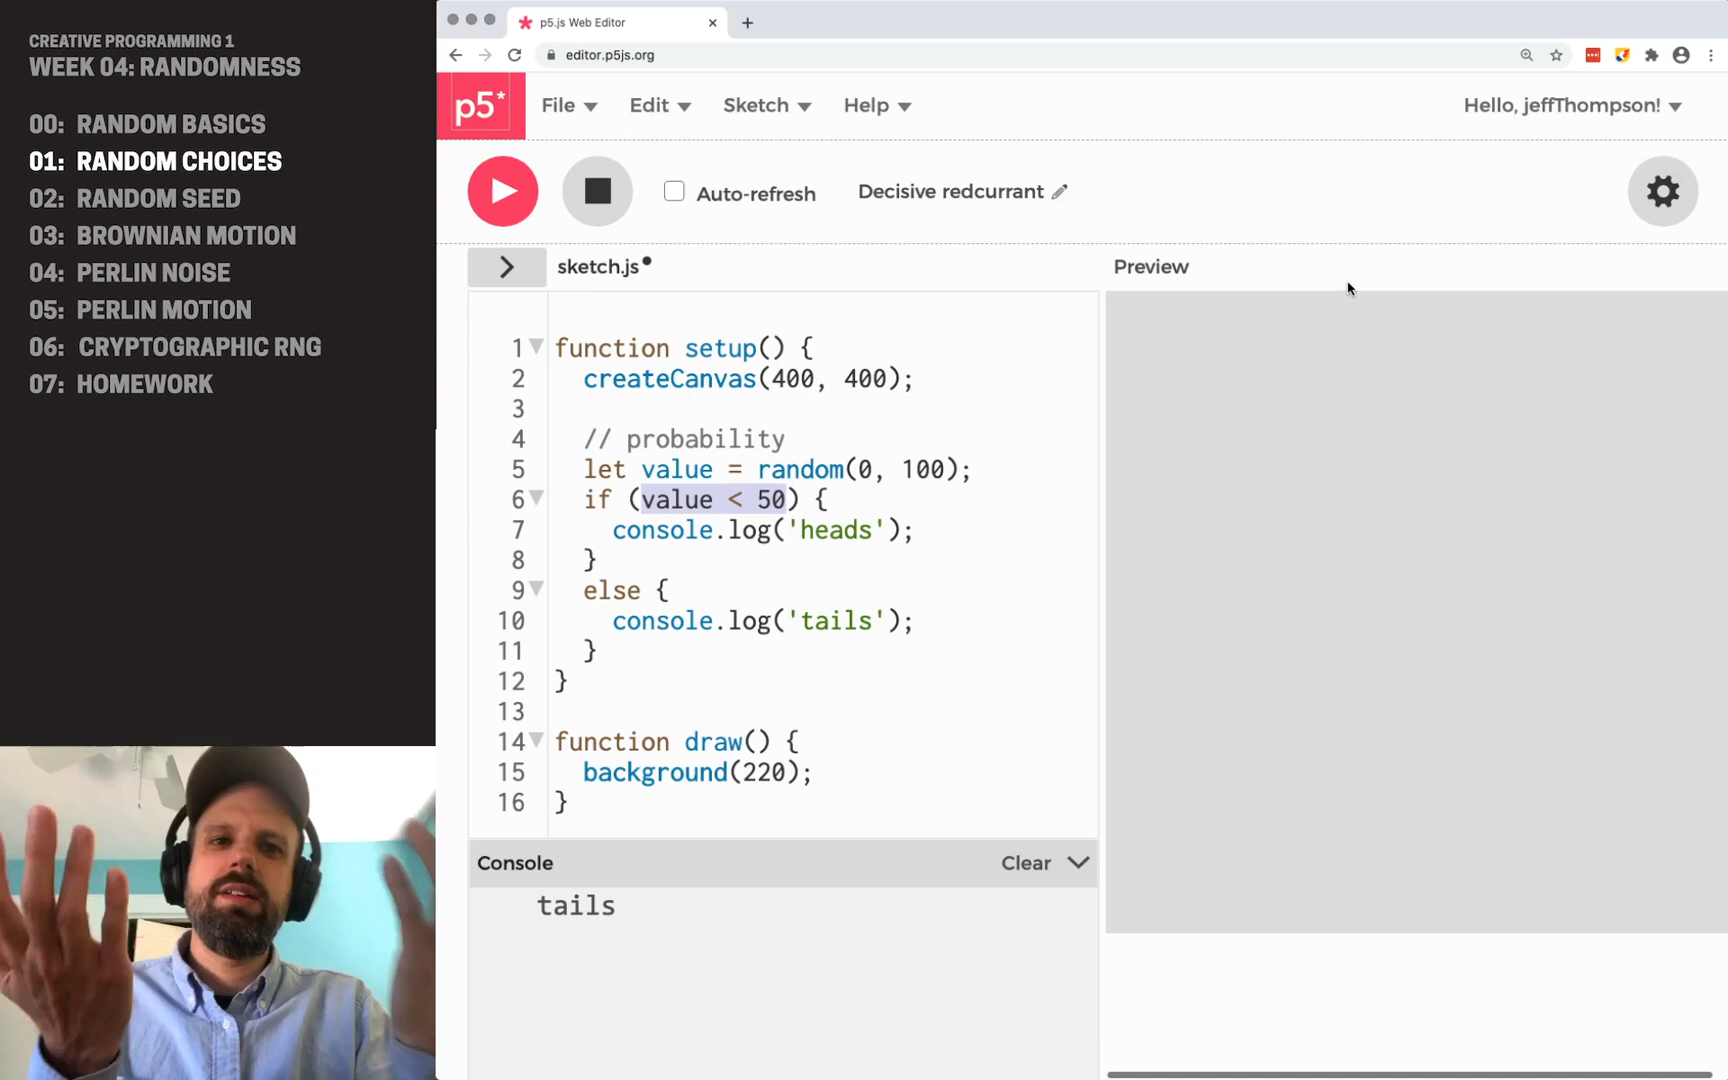 CREATIVE PROGRAMMING 1
WEEK 04: RANDOMNESS
00: RANDOM BASICS
01: RANDOM CHOICES
02: RANDOM SEED
03: BROWNIAN MOTION
04: PERLIN NOISE
05: PERLIN MOTION
06: CRYPTOGRAPHIC RNG
07: HOMEWORK
p5.js Web Editor
editor.p5js.org
p5* File Edit Sketch Help Hello, jeffThompson!
Auto-refresh Decisive redcurrant
sketch.js Preview
1 function setup() {
2 createCanvas(400, 400);
3
4 // probability
5 let value = random(0, 100);
6 if (value < 50) {
7 console.log('heads');
8 }
9 else {
10 console.log('tails');
11 }
12 }
13
14 function draw() {
15 background(220);
16 }
Console Clear
tails